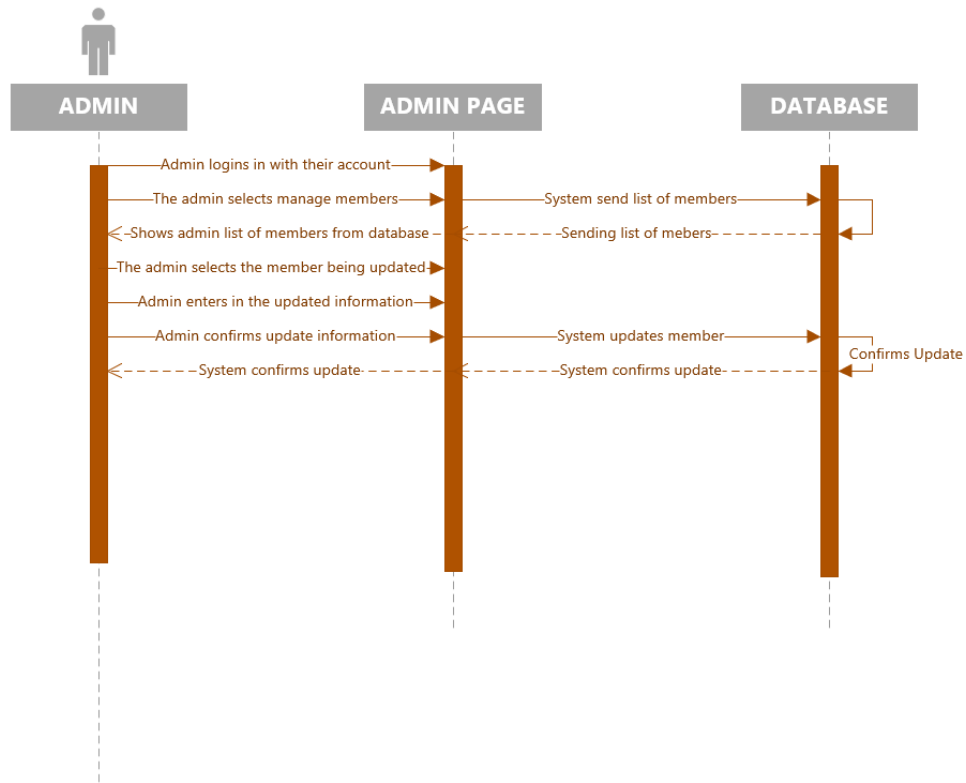 ADMIN
ADMIN PAGE
DATABASE
Admin logins in with their account
The admin selects manage members
System send list of members
Shows admin list of members from database
Sending list of mebers
The admin selects the member being updated
Admin enters in the updated information
Admin confirms update information
System updates member
Confirms Update
System confirms update
System confirms update